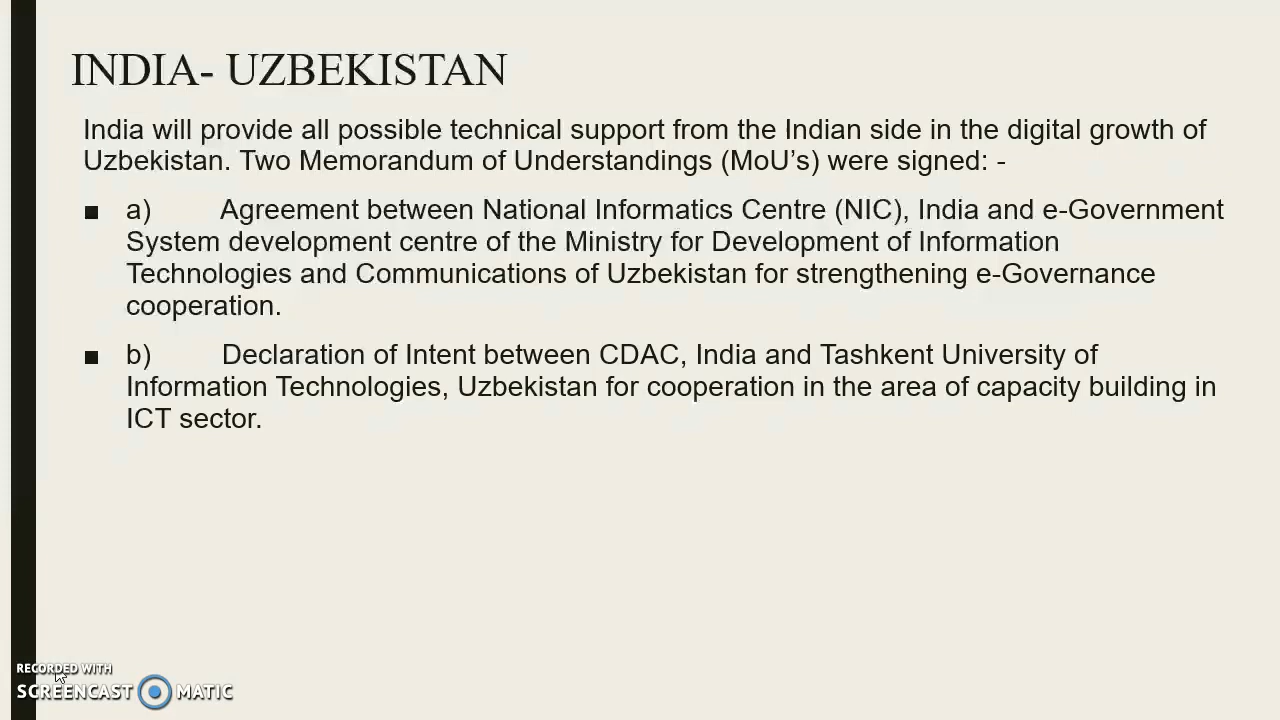 INDIA- UZBEKISTAN
India will provide all possible technical support from the Indian side in the digital growth of
Uzbekistan. Two Memorandum of Understandings (MoU’s) were signed: -
■ a) Agreement between National Informatics Centre (NIC), India and e-Government
System development centre of the Ministry for Development of Information
Technologies and Communications of Uzbekistan for strengthening e-Governance
cooperation.
■ b) Declaration of Intent between CDAC, India and Tashkent University of
Information Technologies, Uzbekistan for cooperation in the area of capacity building in
ICT sector.
RECORDED WITH
SCREENCAST MATIC